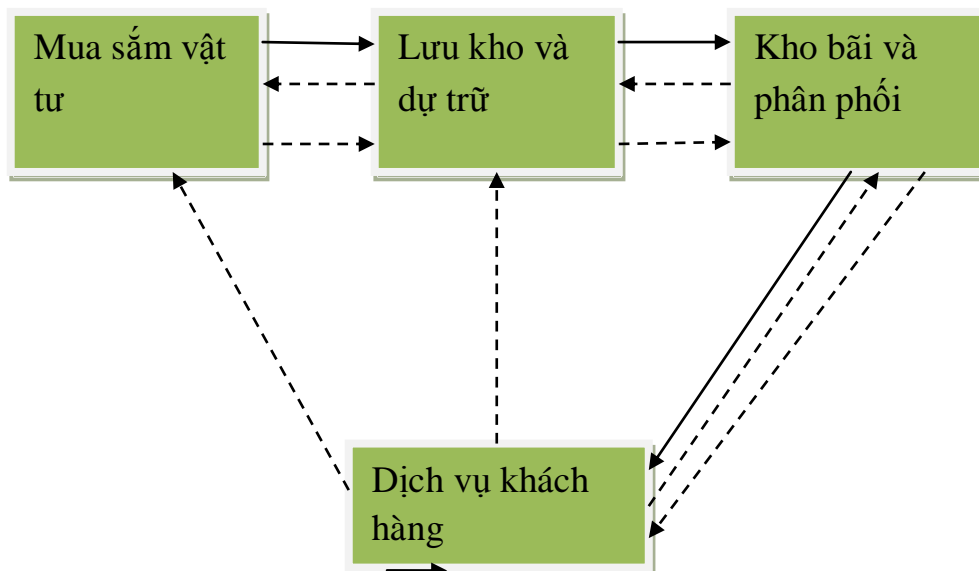 Mua sắm vật
tư
Lưu kho và
dự trữ
Kho bãi và
phân phối
Dịch vụ khách
hàng